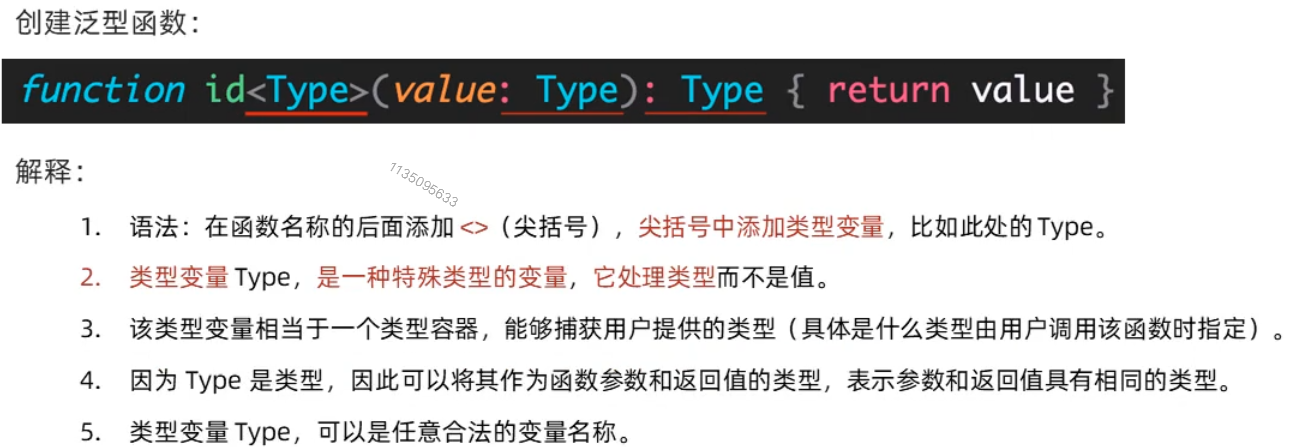 创建泛型函数：
function id<Type>(value: Type): Type { return value }
解释：
1135095633
1. 语法：在函数名称的后面添加 <>（尖括号），尖括号中添加类型变量，比如此处的 Type。
2. 类型变量 Type，是一种特殊类型的变量，它处理类型而不是值。
3. 该类型变量相当于一个类型容器，能够捕获用户提供的类型（具体是什么类型由用户调用该函数时指定）。
4. 因为 Type 是类型，因此可以将其作为函数参数和返回值的类型，表示参数和返回值具有相同的类型。
5. 类型变量 Type，可以是任意合法的变量名称。